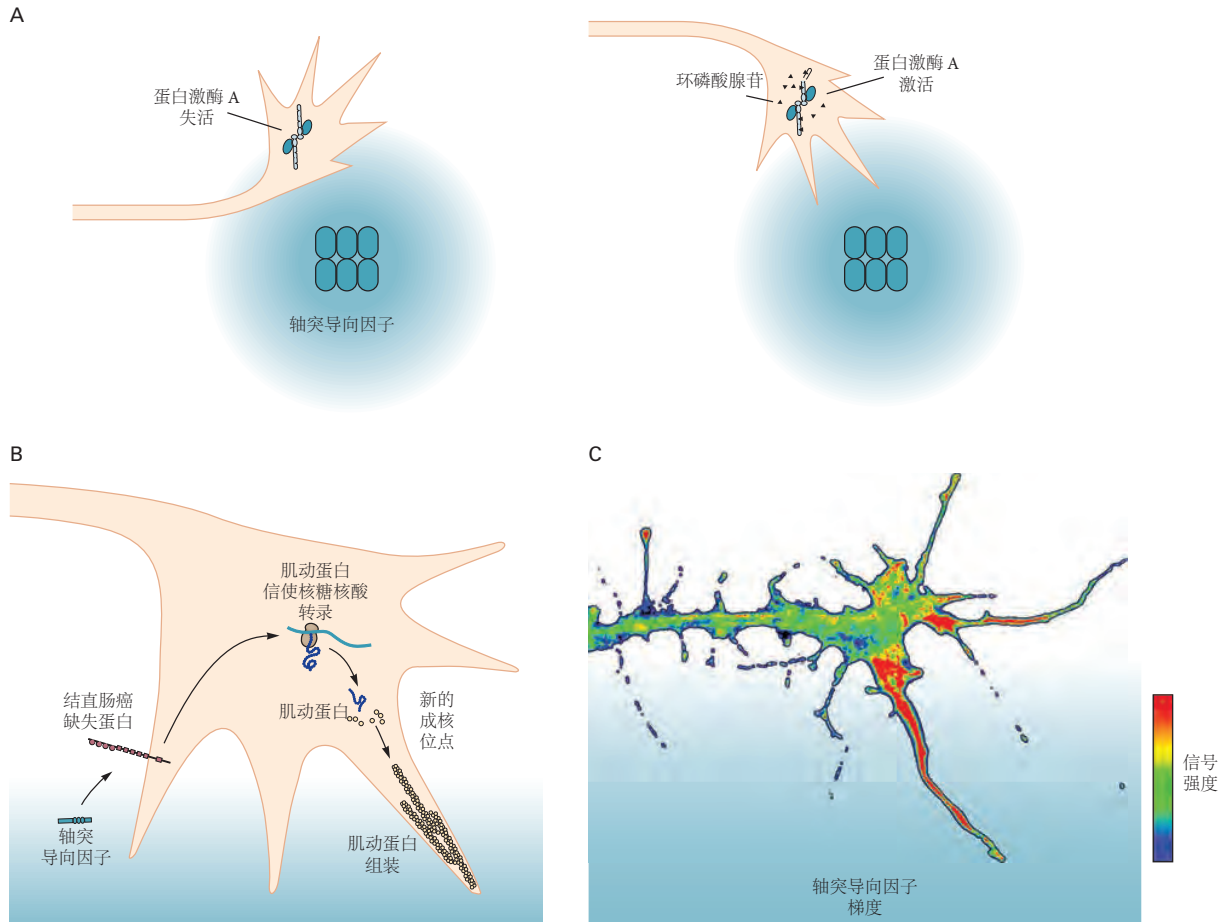 A
蛋白激酶 A
失活
轴突导向因子
环磷酸腺苷
蛋白激酶 A
激活
B
肌动蛋白
信使核糖核酸
转录
结直肠癌
缺失蛋白
肌动蛋白
新的
成核
位点
轴突
导向因子
肌动蛋白
组装
C
信号
强度
轴突导向因子
梯度